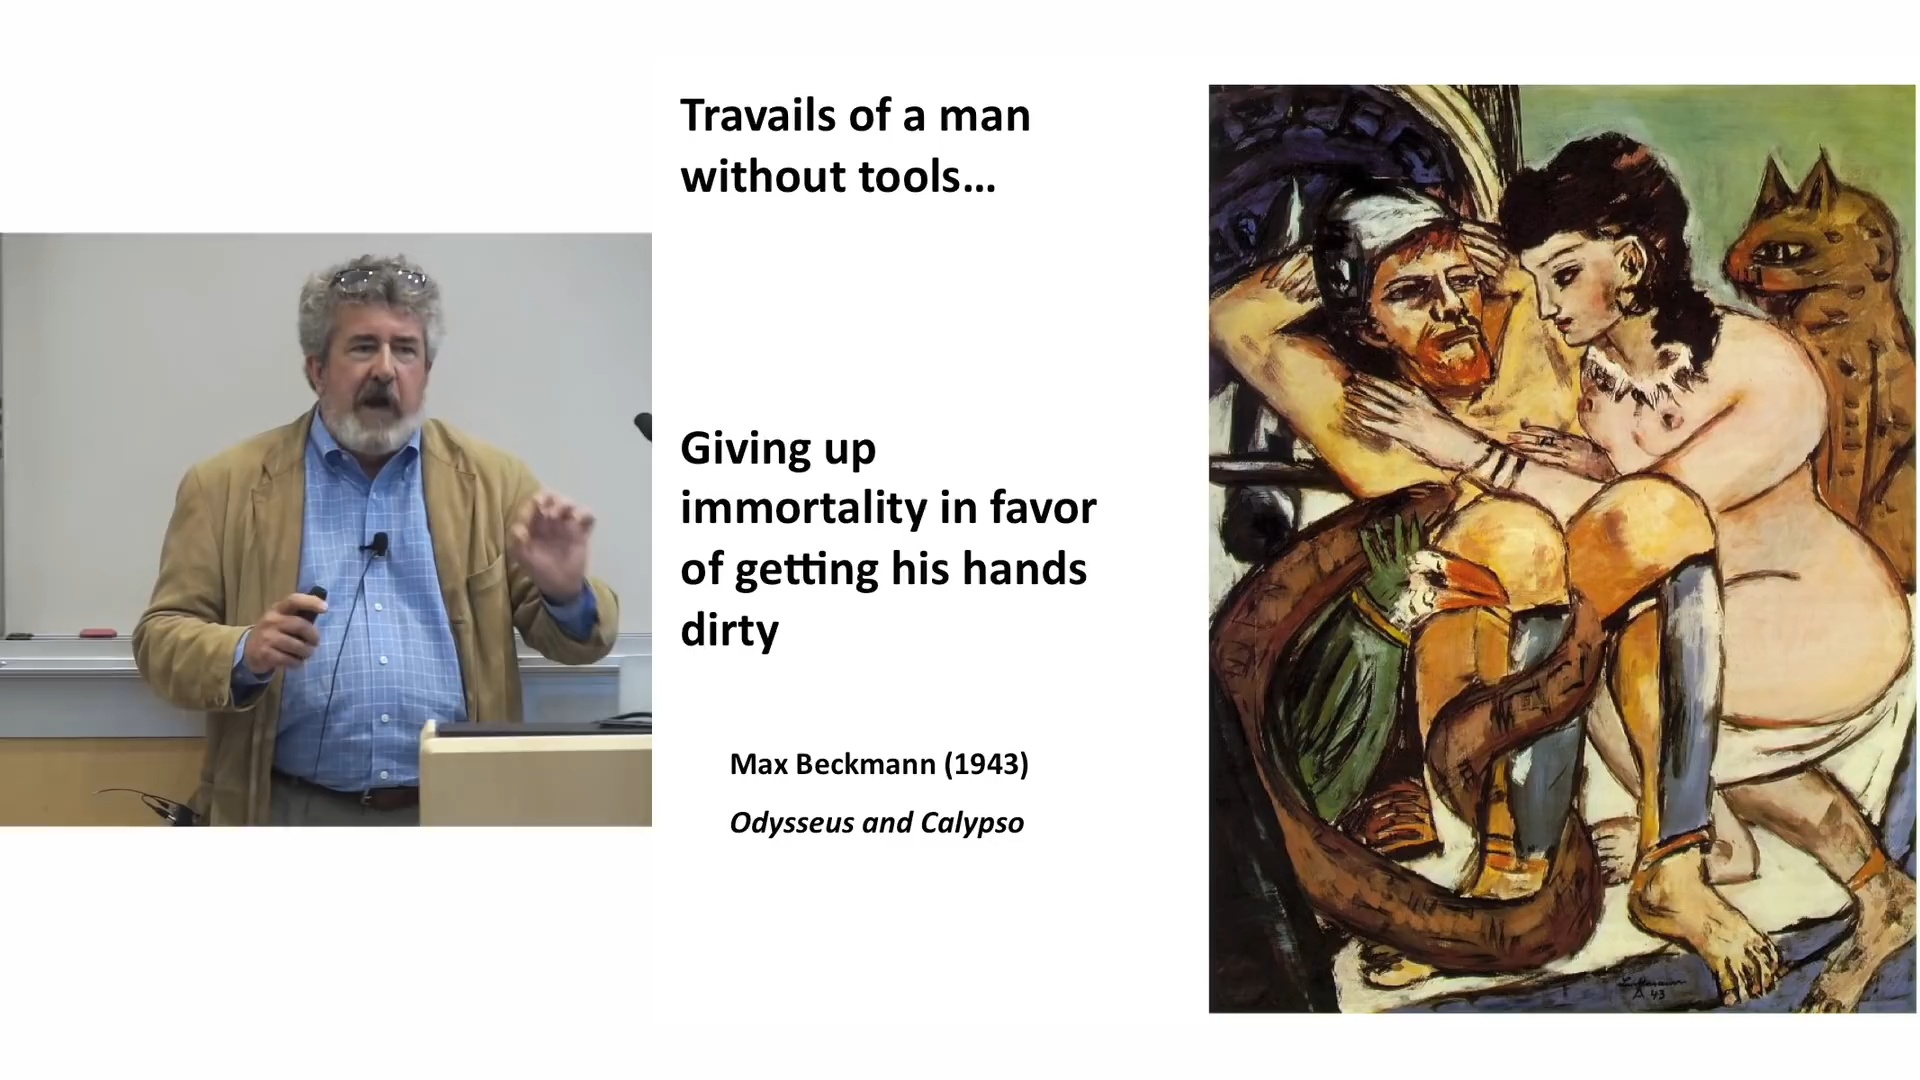 Travails of a man
without tools...
Giving up
immortality in favor
of getting his hands
dirty
Max Beckmann (1943)
Odysseus and Calypso